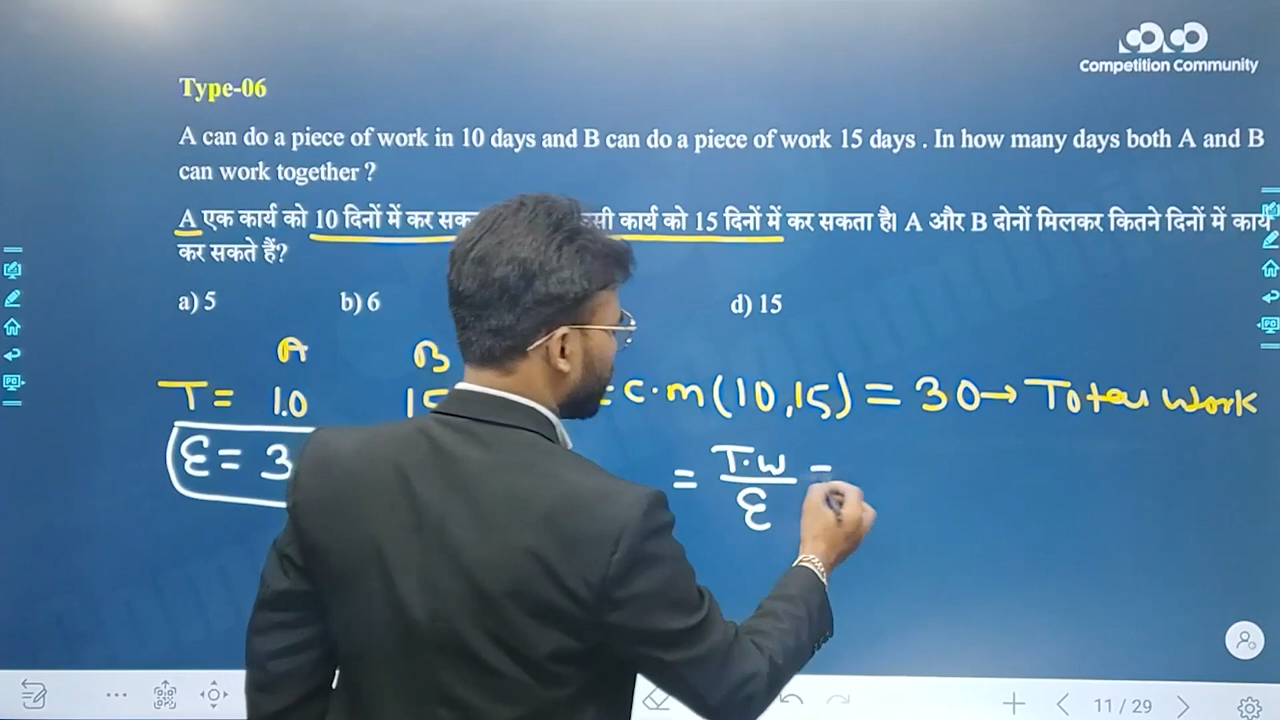 Competition Community
Type-06
A can do a piece of work in 10 days and B can do a piece of work 15 days . In how many days both A and B
can work together ?
A एक कार्य को 10 दिनों में कर कार्य को 15 दिनों में कर सकता है। A और B दोनों मिलकर कितने दिनों में कार्य
कर सकते हैं?
a) 5 b) 6 d) 15
A B
T = 10 15 C.M (10,15) = 30 → Total Work
ε = 3 = T.W / ε =
11 / 29